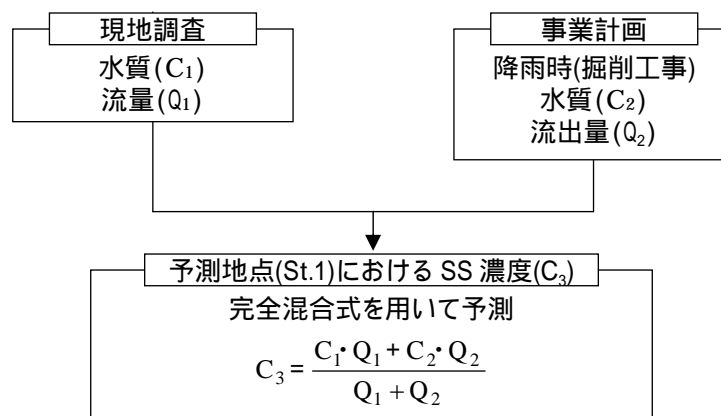 現地調査
水質(C₁)
流量(Q₁)
事業計画
降雨時(掘削工事)
水質(C₂)
流出量(Q₂)
予測地点(St.1)における SS 濃度(C₃)
完全混合式を用いて予測
C₃ = (C₁・Q₁ + C₂・Q₂) / (Q₁ + Q₂)